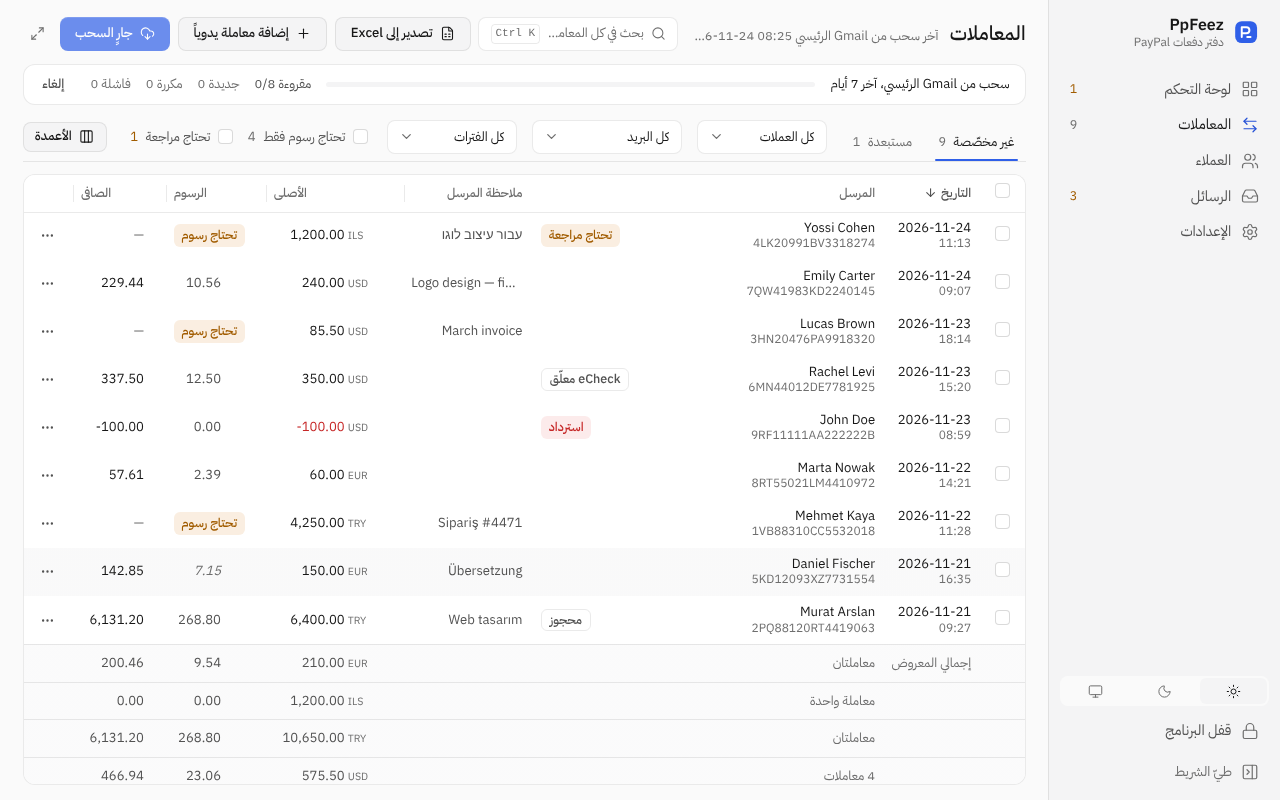 PpFeez
دفتر دفعات PayPal
لوحة التحكم 1
المعاملات 9
العملاء
الرسائل 3
الإعدادات
قفل البرنامج
طيّ الشريط
المعاملات
آخر سحب من Gmail الرئيسي 08:25 24-11-6...
بحث في كل المعامـ... Ctrl K
تصدير إلى Excel
إضافة معاملة يدوياً
جارٍ السحب
سحب من Gmail الرئيسي، آخر 7 أيام
مقروءة 0/8 جديدة 0 مكررة 0 فاشلة 0 إلغاء
غير مخصّصة 9 مستبعدة 1 كل العملات كل البريد كل الفترات تحتاج رسوم فقط 4 تحتاج مراجعة 1 الأعمدة
التاريخ ↓ المرسل ملاحظة المرسل الأصلي الرسوم الصافي
2026-11-24 Yossi Cohen تحتاج مراجعة עבור עיצוב לוגו 1,200.00 ILS تحتاج رسوم —
11:13 4LK20991BV3318274
2026-11-24 Emily Carter Logo design — fi... 240.00 USD 10.56 229.44
09:07 7QW41983KD2240145
2026-11-23 Lucas Brown March invoice 85.50 USD تحتاج رسوم —
18:14 3HN20476PA9918320
2026-11-23 Rachel Levi eCheck معلّق 350.00 USD 12.50 337.50
15:20 6MN44012DE7781925
2026-11-23 John Doe استرداد -100.00 USD 0.00 -100.00
08:59 9RF11111AA222222B
2026-11-22 Marta Nowak 60.00 EUR 2.39 57.61
14:21 8RT55021LM4410972
2026-11-22 Mehmet Kaya Sipariş #4471 4,250.00 TRY تحتاج رسوم —
11:28 1VB88310CC5532018
2026-11-21 Daniel Fischer Übersetzung 150.00 EUR 7.15 142.85
16:35 5KD12093XZ7731554
2026-11-21 Murat Arslan محجوز Web tasarım 6,400.00 TRY 268.80 6,131.20
09:27 2PQ88120RT4419063
إجمالي المعروض معاملتان 210.00 EUR 9.54 200.46
معاملة واحدة 1,200.00 ILS 0.00 0.00
معاملتان 10,650.00 TRY 268.80 6,131.20
4 معاملات 575.50 USD 23.06 466.94